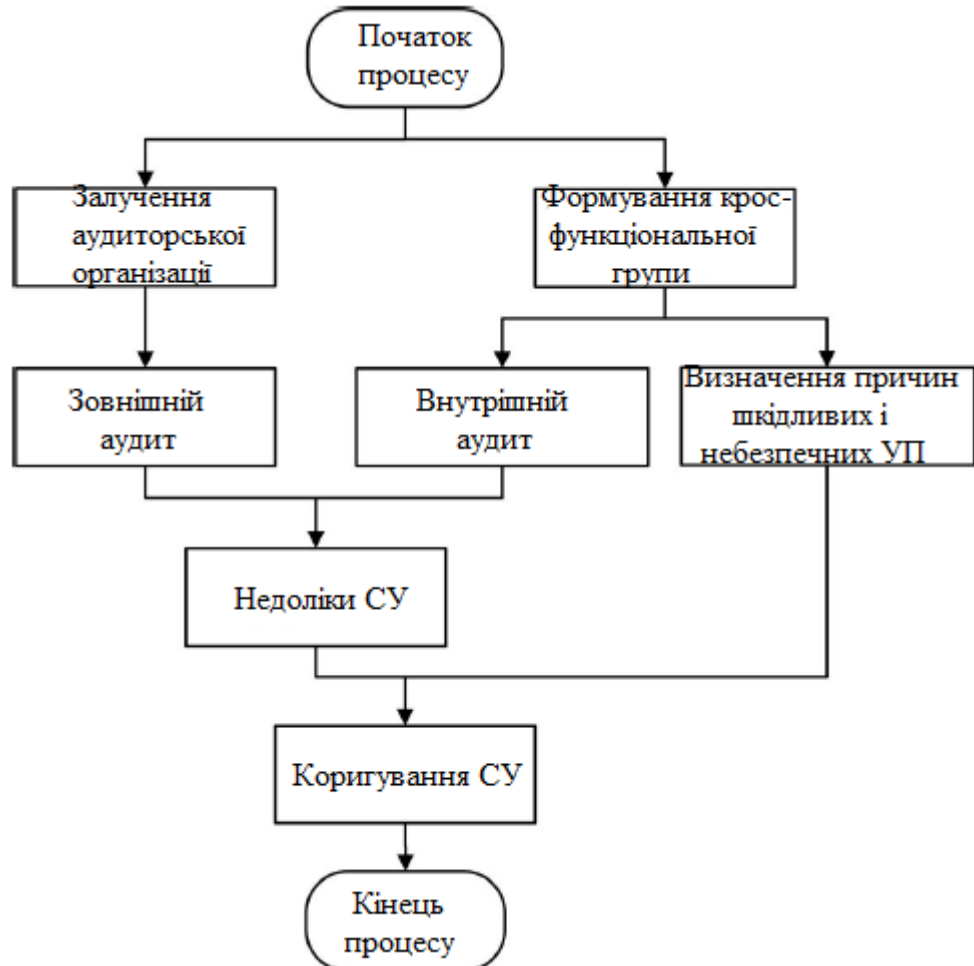 Початок
процесу
Залучення
аудиторської
організації
Формування крос-
функціональної
групи
Зовнішній
аудит
Внутрішній
аудит
Визначення причин
шкідливих і
небезпечних УП
Недоліки СУ
Коригування СУ
Кінець
процесу